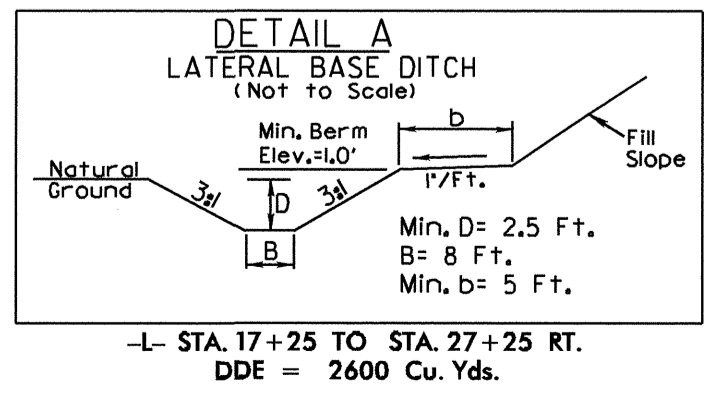 DETAIL A
LATERAL BASE DITCH
(Not to Scale)
Min. Berm
Elev.=1.0'
b
Natural
Ground
3:1
D
3:1
1"/Ft.
Fill
Slope
B
Min. D= 2.5 Ft.
B= 8 Ft.
Min. b= 5 Ft.
-L- STA. 17+25 TO STA. 27+25 RT.
DDE = 2600 Cu. Yds.